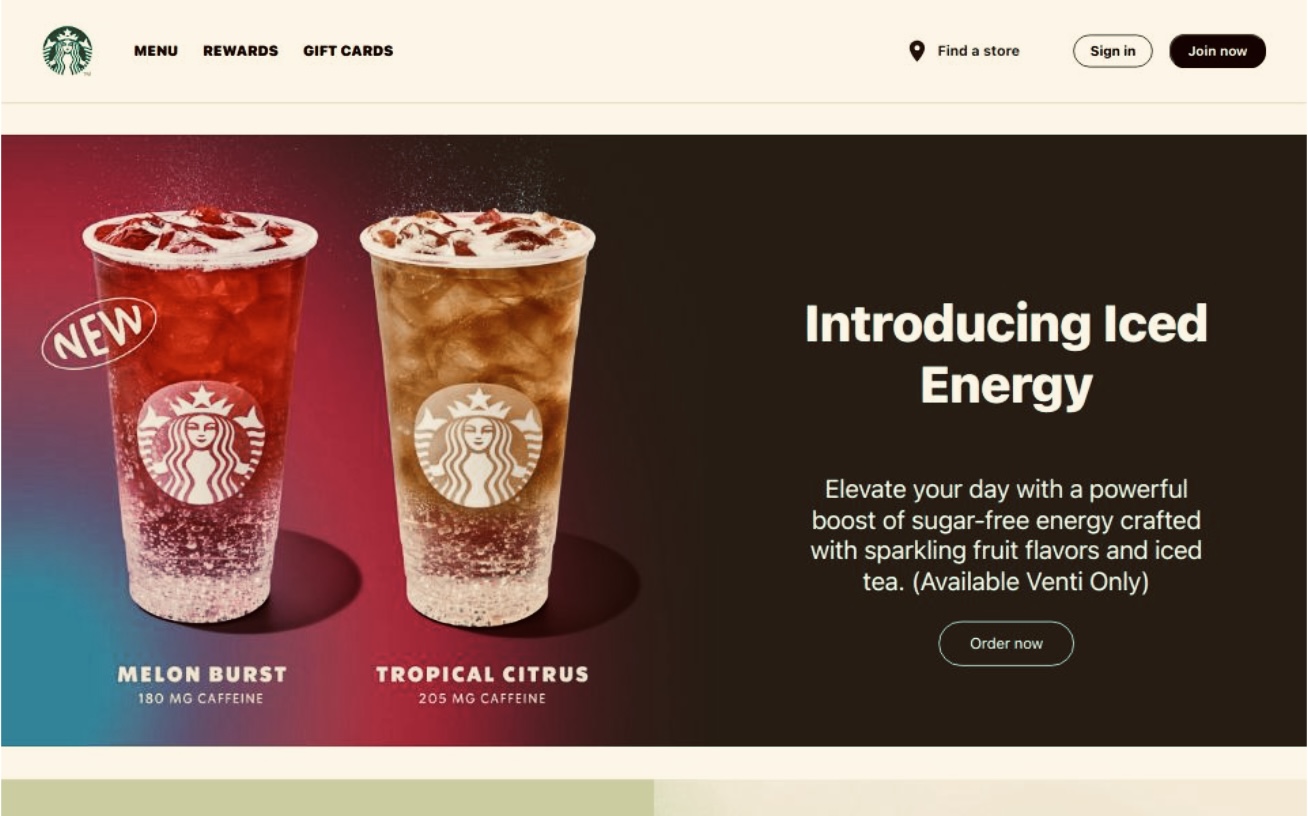 MENU REWARDS GIFT CARDS
Find a store
Sign in
Join now
NEW
MELON BURST
180 MG CAFFEINE
TROPICAL CITRUS
205 MG CAFFEINE
Introducing Iced
Energy
Elevate your day with a powerful
boost of sugar-free energy crafted
with sparkling fruit flavors and iced
tea. (Available Venti Only)
Order now